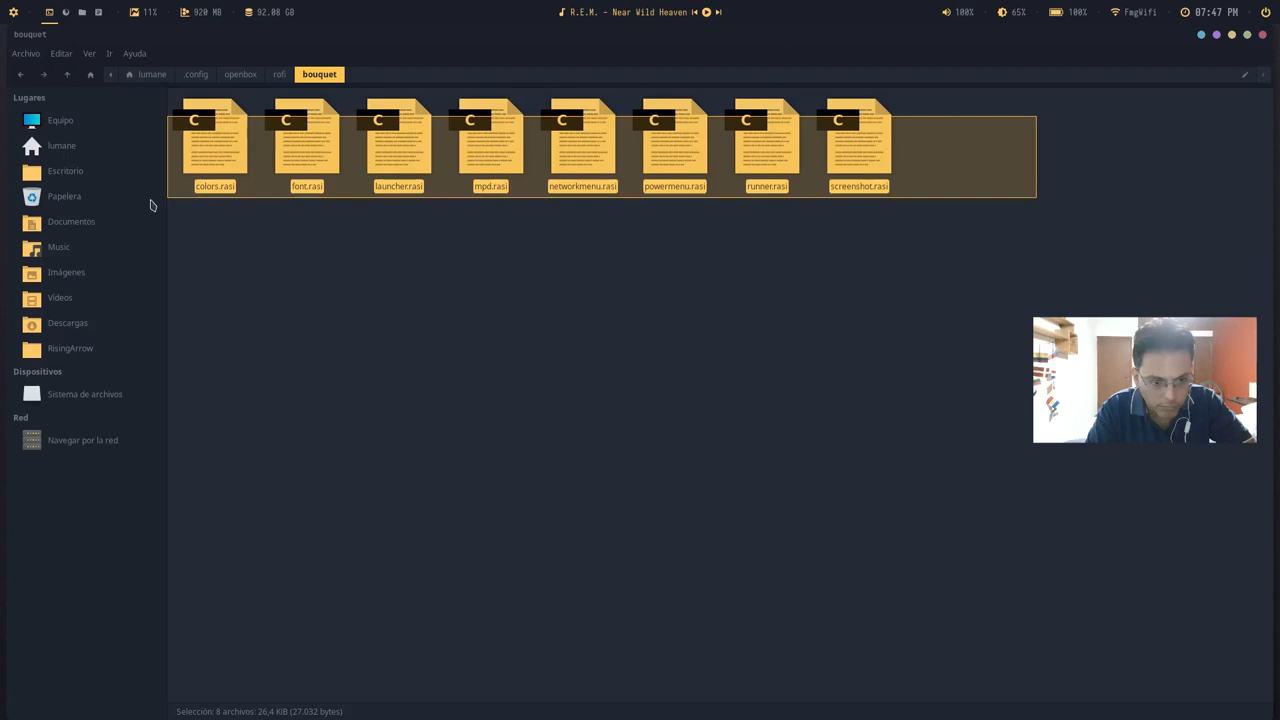 11% 920 MB 92.08 GB R.E.M. - Near Wild Heaven 100% 65% 100% FmgWifi 07:47 PM
bouquet
Archivo Editar Ver Ir Ayuda
lumane .config openbox rofi bouquet
Lugares
Equipo
lumane
Escritorio
Papelera
Documentos
Music
Imágenes
Vídeos
Descargas
RisingArrow
Dispositivos
Sistema de archivos
Red
Navegar por la red
C C C C C C C C
colors.rasi font.rasi launcher.rasi mpd.rasi networkmenu.rasi powermenu.rasi runner.rasi screenshot.rasi
Selección: 8 archivos: 26,4 KiB (27.032 bytes)